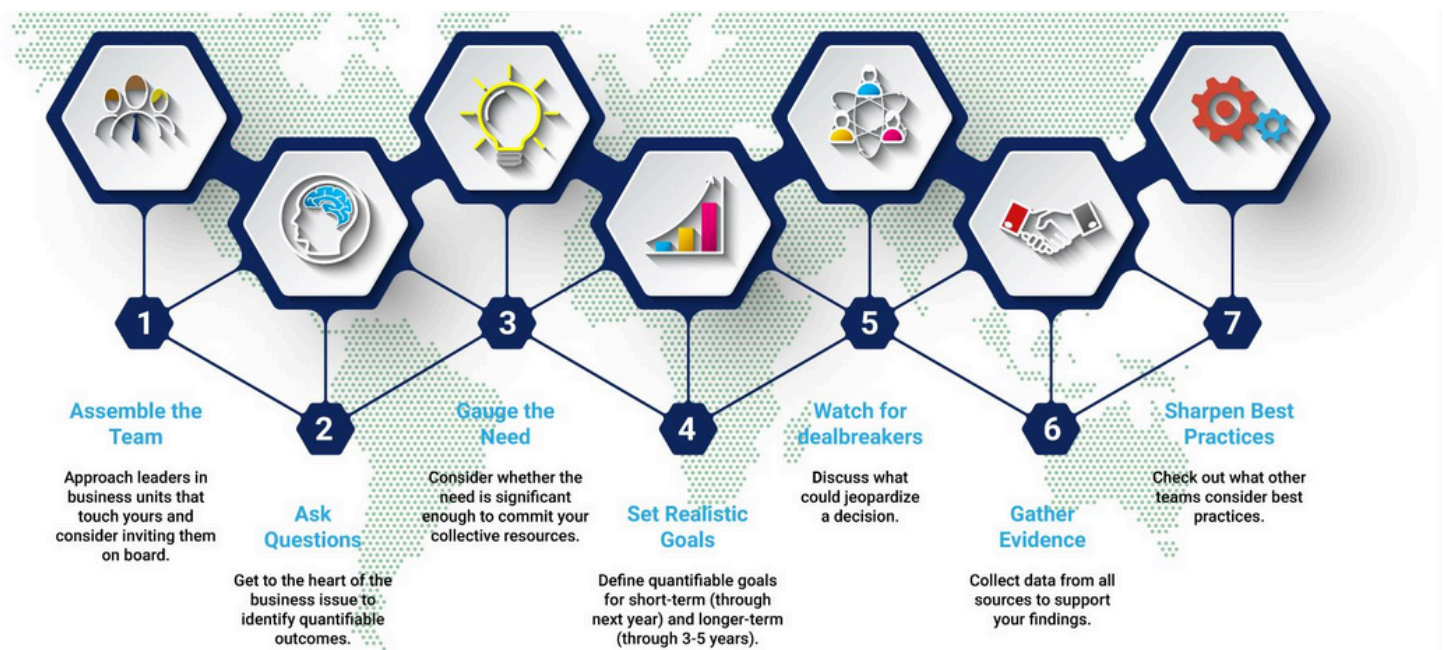 1
Assemble the
Team
Approach leaders in
business units that
touch yours and
consider inviting them
on board.
2
Ask
Questions
Get to the heart of the
business issue to
identify quantifiable
outcomes.
3
Gauge the
Need
Consider whether the
need is significant
enough to commit your
collective resources.
4
Set Realistic
Goals
Define quantifiable goals
for short-term (through
next year) and longer-term
(through 3-5 years).
5
Watch for
dealbreakers
Discuss what
could jeopardize
a decision.
6
Gather
Evidence
Collect data from all
sources to support
your findings.
7
Sharpen Best
Practices
Check out what other
teams consider best
practices.